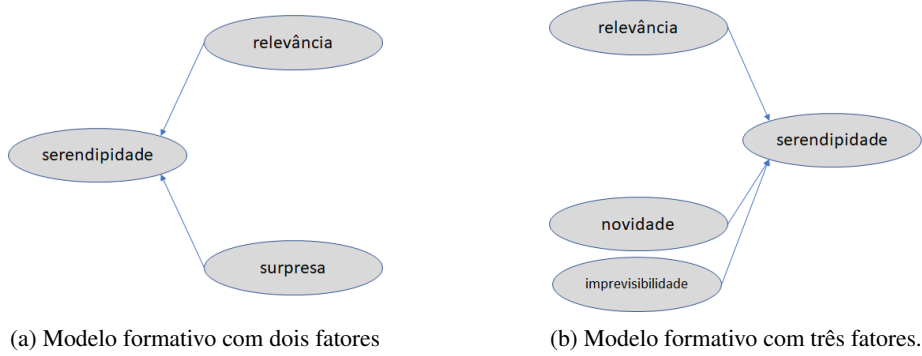 relevância
serendipidade
surpresa
(a) Modelo formativo com dois fatores
relevância
serendipidade
novidade
imprevisibilidade
(b) Modelo formativo com três fatores.